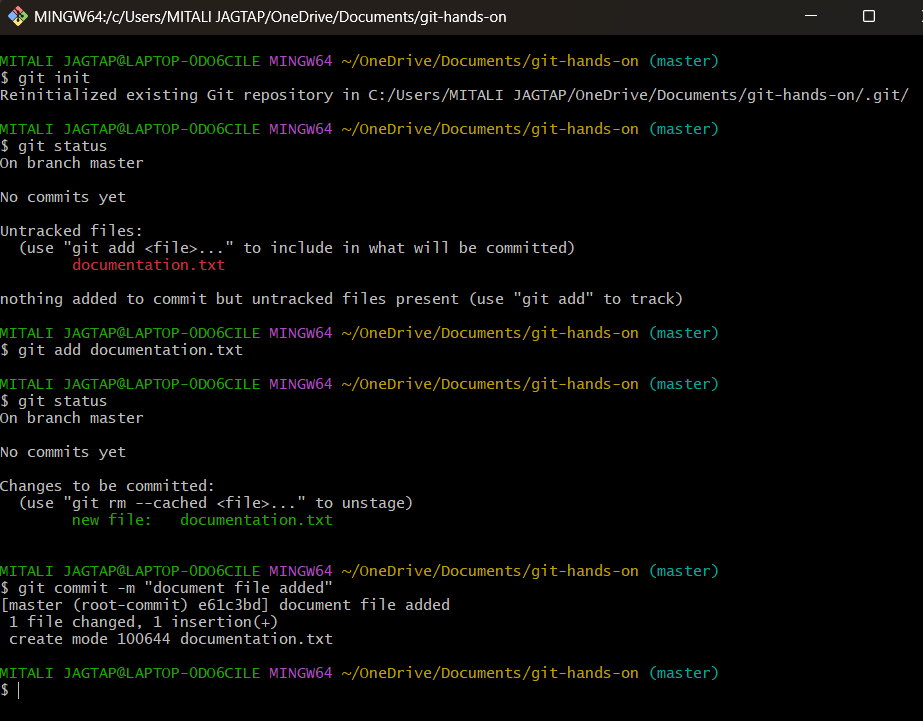 MINGW64:/c/Users/MITALI JAGTAP/OneDrive/Documents/git-hands-on
MITALI JAGTAP@LAPTOP-ODO6CILE MINGW64 ~/OneDrive/Documents/git-hands-on (master)
$ git init
Reinitialized existing Git repository in C:/Users/MITALI JAGTAP/OneDrive/Documents/git-hands-on/.git/
MITALI JAGTAP@LAPTOP-ODO6CILE MINGW64 ~/OneDrive/Documents/git-hands-on (master)
$ git status
On branch master
No commits yet
Untracked files:
  (use "git add <file>..." to include in what will be committed)
        documentation.txt
nothing added to commit but untracked files present (use "git add" to track)
MITALI JAGTAP@LAPTOP-ODO6CILE MINGW64 ~/OneDrive/Documents/git-hands-on (master)
$ git add documentation.txt
MITALI JAGTAP@LAPTOP-ODO6CILE MINGW64 ~/OneDrive/Documents/git-hands-on (master)
$ git status
On branch master
No commits yet
Changes to be committed:
  (use "git rm --cached <file>..." to unstage)
        new file:   documentation.txt
MITALI JAGTAP@LAPTOP-ODO6CILE MINGW64 ~/OneDrive/Documents/git-hands-on (master)
$ git commit -m "document file added"
[master (root-commit) e61c3bd] document file added
 1 file changed, 1 insertion(+)
 create mode 100644 documentation.txt
MITALI JAGTAP@LAPTOP-ODO6CILE MINGW64 ~/OneDrive/Documents/git-hands-on (master)
$